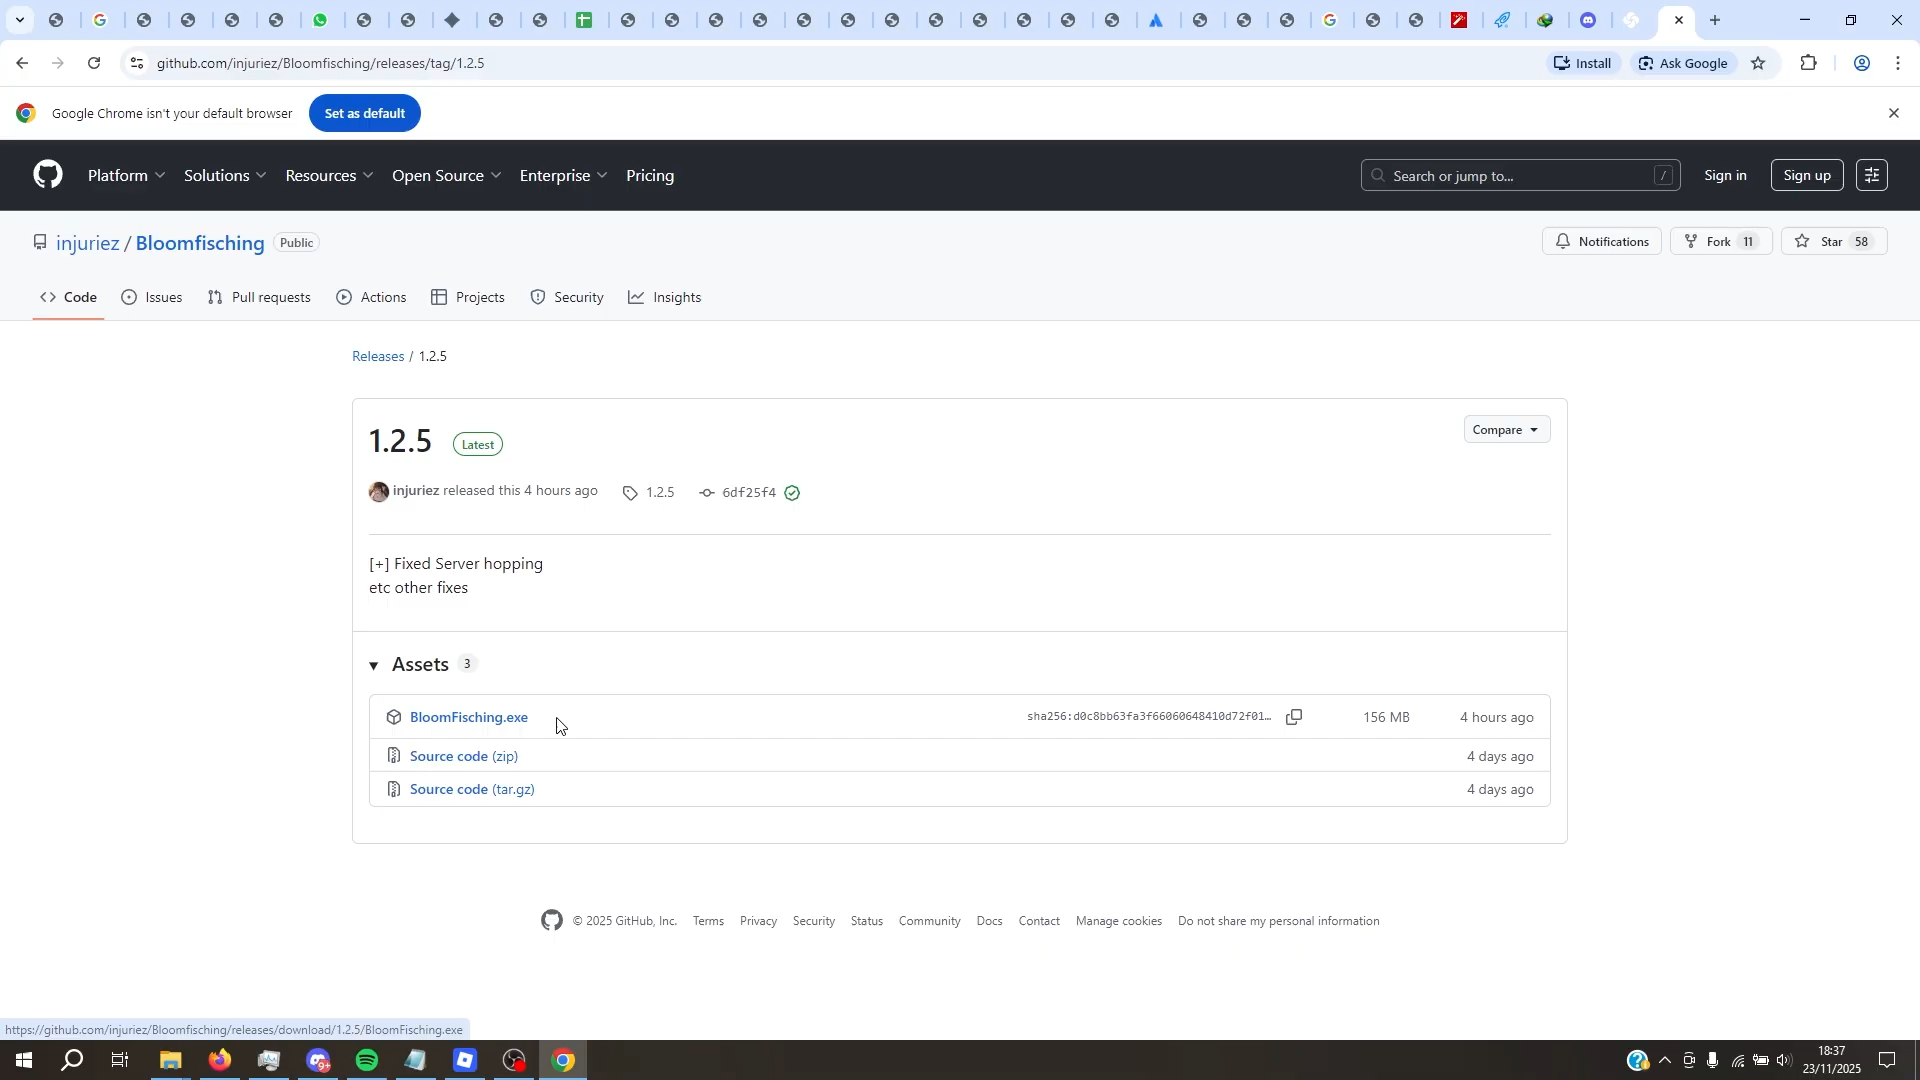 github.com/injuriez/Bloomfisching/releases/tag/1.2.5
Install
Ask Google
Google Chrome isn't your default browser
Set as default
Platform
Solutions
Resources
Open Source
Enterprise
Pricing
Search or jump to...
/
Sign in
Sign up
injuriez / Bloomfisching
Public
Notifications
Fork 11
Star 58
Code
Issues
Pull requests
Actions
Projects
Security
Insights
Releases / 1.2.5
1.2.5
Latest
Compare
injuriez released this 4 hours ago
1.2.5
6df25f4
[+] Fixed Server hopping
etc other fixes
Assets 3
BloomFisching.exe
sha256:d0c8bb63fa3f66060648410d72f01…
156 MB
4 hours ago
Source code (zip)
4 days ago
Source code (tar.gz)
4 days ago
© 2025 GitHub, Inc.
Terms
Privacy
Security
Status
Community
Docs
Contact
Manage cookies
Do not share my personal information
https://github.com/injuriez/Bloomfisching/releases/download/1.2.5/BloomFisching.exe
9+
18:37
23/11/2025